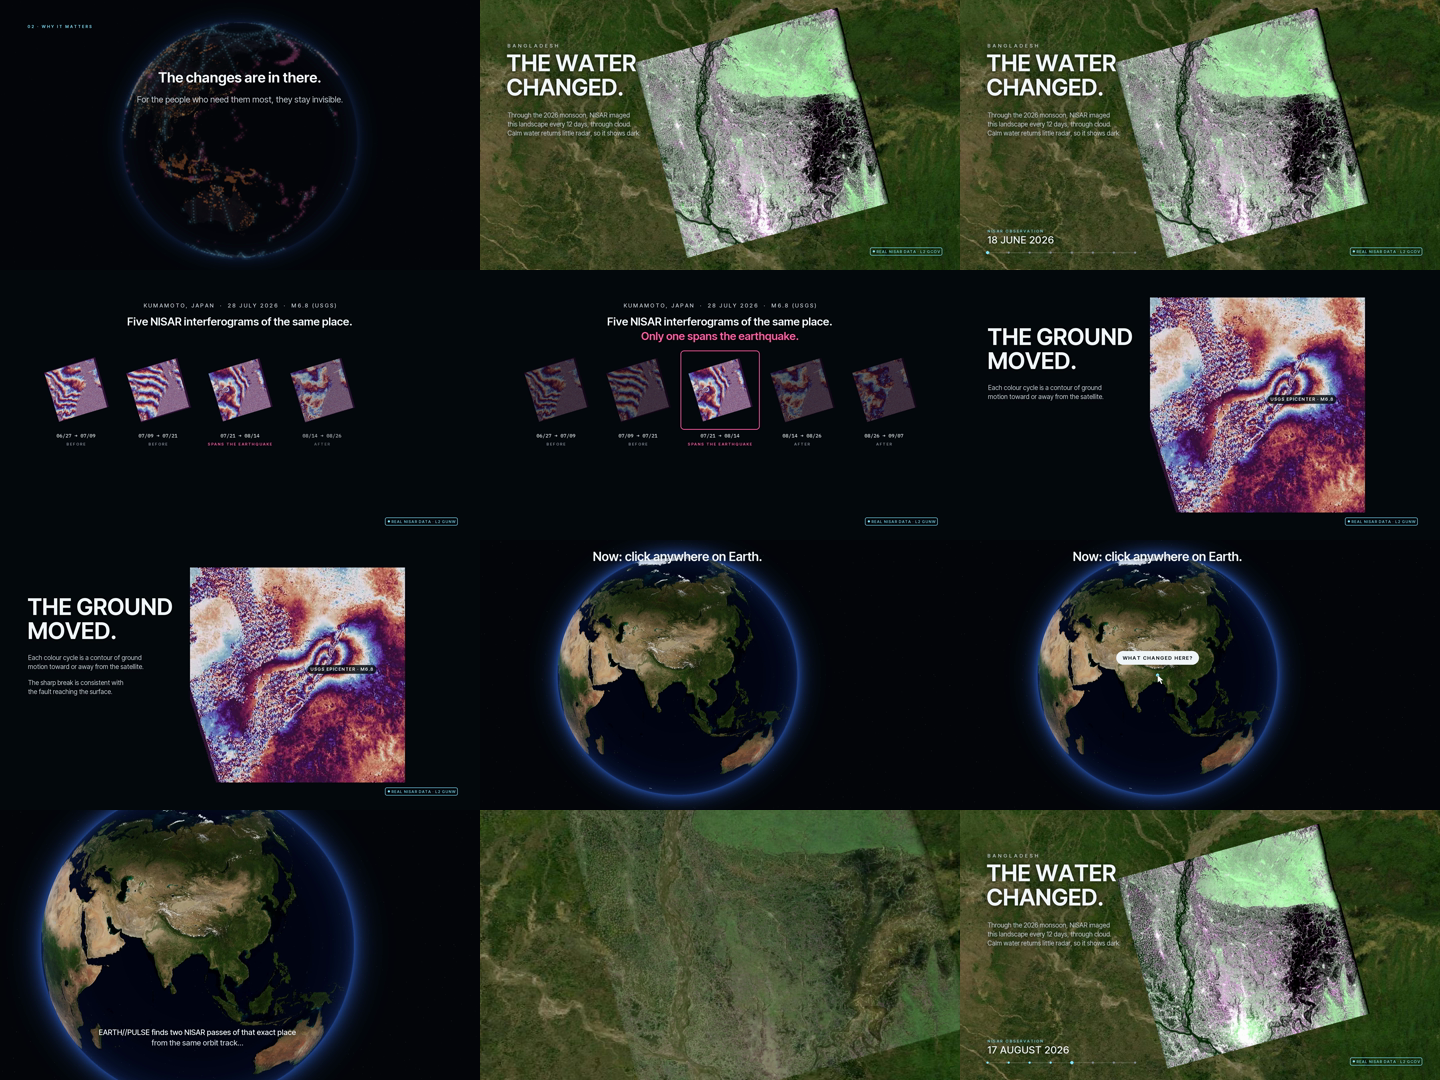 02 · WHY IT MATTERS
The changes are in there.
For the people who need them most, they stay invisible.
BANGLADESH
THE WATER
CHANGED.
Through the 2026 monsoon, NISAR imaged
this landscape every 12 days, through cloud.
Calm water returns little radar, so it shows dark.
REAL NISAR DATA · L2 GCOV
BANGLADESH
THE WATER
CHANGED.
Through the 2026 monsoon, NISAR imaged
this landscape every 12 days, through cloud.
Calm water returns little radar, so it shows dark.
NISAR OBSERVATION
18 JUNE 2026
REAL NISAR DATA · L2 GCOV
KUMAMOTO, JAPAN · 28 JULY 2026 · M6.8 (USGS)
Five NISAR interferograms of the same place.
06/27 → 07/09
BEFORE
07/09 → 07/21
BEFORE
07/21 → 08/14
SPANS THE EARTHQUAKE
08/14 → 08/26
AFTER
REAL NISAR DATA · L2 GUNW
KUMAMOTO, JAPAN · 28 JULY 2026 · M6.8 (USGS)
Five NISAR interferograms of the same place.
Only one spans the earthquake.
06/27 → 07/09
BEFORE
07/09 → 07/21
BEFORE
07/21 → 08/14
SPANS THE EARTHQUAKE
08/14 → 08/26
AFTER
08/26 → 09/07
AFTER
REAL NISAR DATA · L2 GUNW
THE GROUND
MOVED.
Each colour cycle is a contour of ground
motion toward or away from the satellite.
USGS EPICENTER · M6.8
REAL NISAR DATA · L2 GUNW
THE GROUND
MOVED.
Each colour cycle is a contour of ground
motion toward or away from the satellite.
The sharp break is consistent with
the fault reaching the surface.
USGS EPICENTER · M6.8
REAL NISAR DATA · L2 GUNW
Now: click anywhere on Earth.
Now: click anywhere on Earth.
WHAT CHANGED HERE?
EARTH//PULSE finds two NISAR passes of that exact place
from the same orbit track...
BANGLADESH
THE WATER
CHANGED.
Through the 2026 monsoon, NISAR imaged
this landscape every 12 days, through cloud.
Calm water returns little radar, so it shows dark.
NISAR OBSERVATION
17 AUGUST 2026
REAL NISAR DATA · L2 GCOV